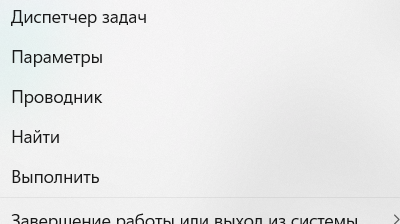 Диспетчер задач
Параметры
Проводник
Найти
Выполнить
Завершение работы или выход из системы